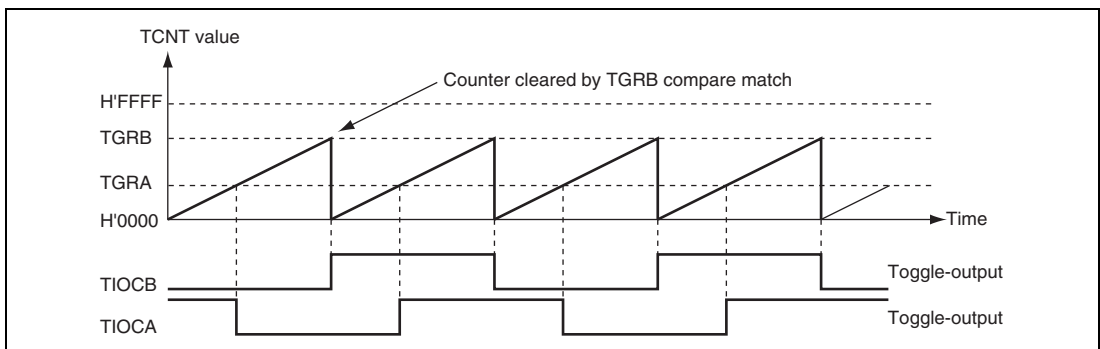 TCNT value
Counter cleared by TGRB compare match
H'FFFF
TGRB
TGRA
H'0000
Time
TIOCB
Toggle-output
TIOCA
Toggle-output